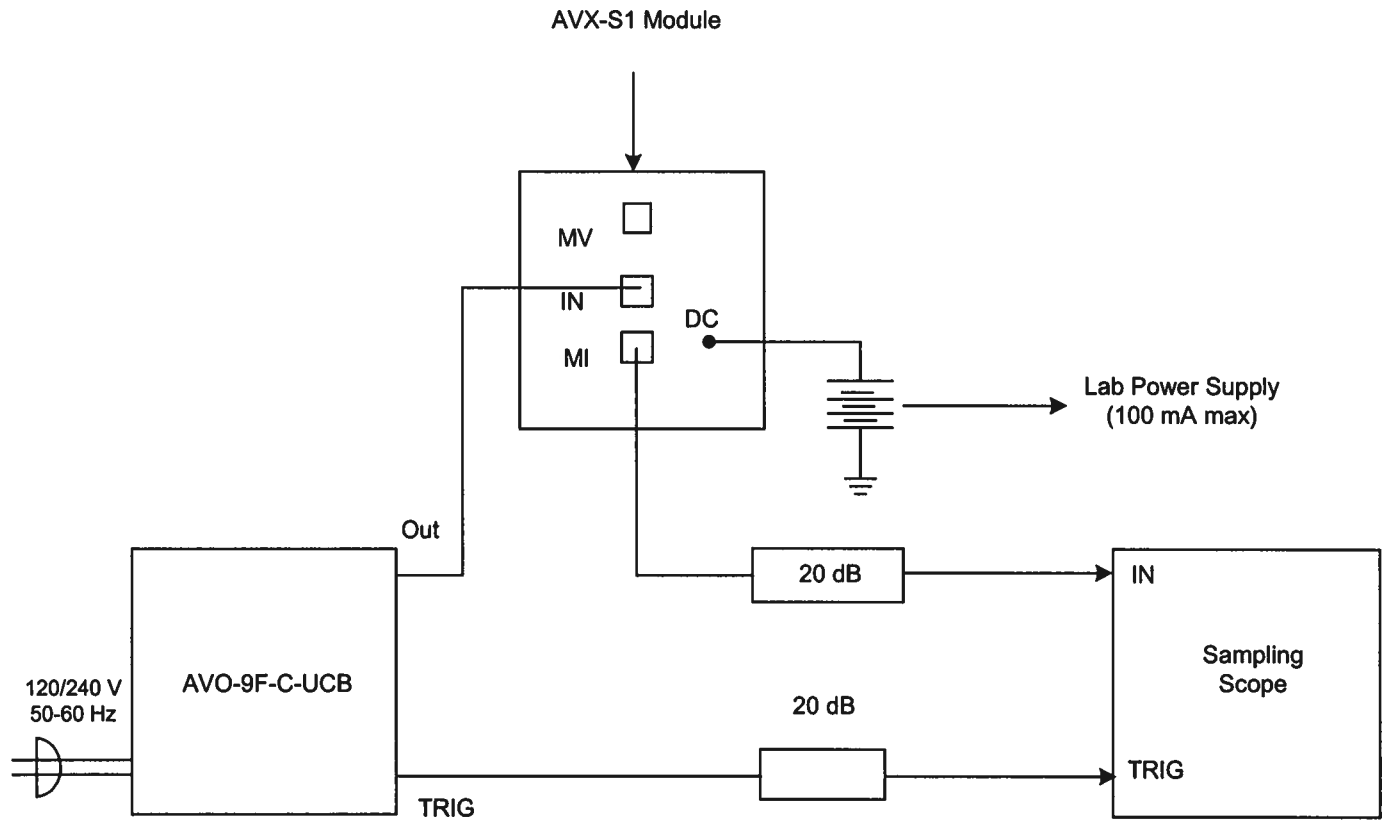 AVX-S1 Module
MV
IN
DC
MI
Lab Power Supply
(100 mA max)
Out
20 dB
IN
Sampling
Scope
AVO-9F-C-UCB
120/240 V
50-60 Hz
20 dB
TRIG
TRIG